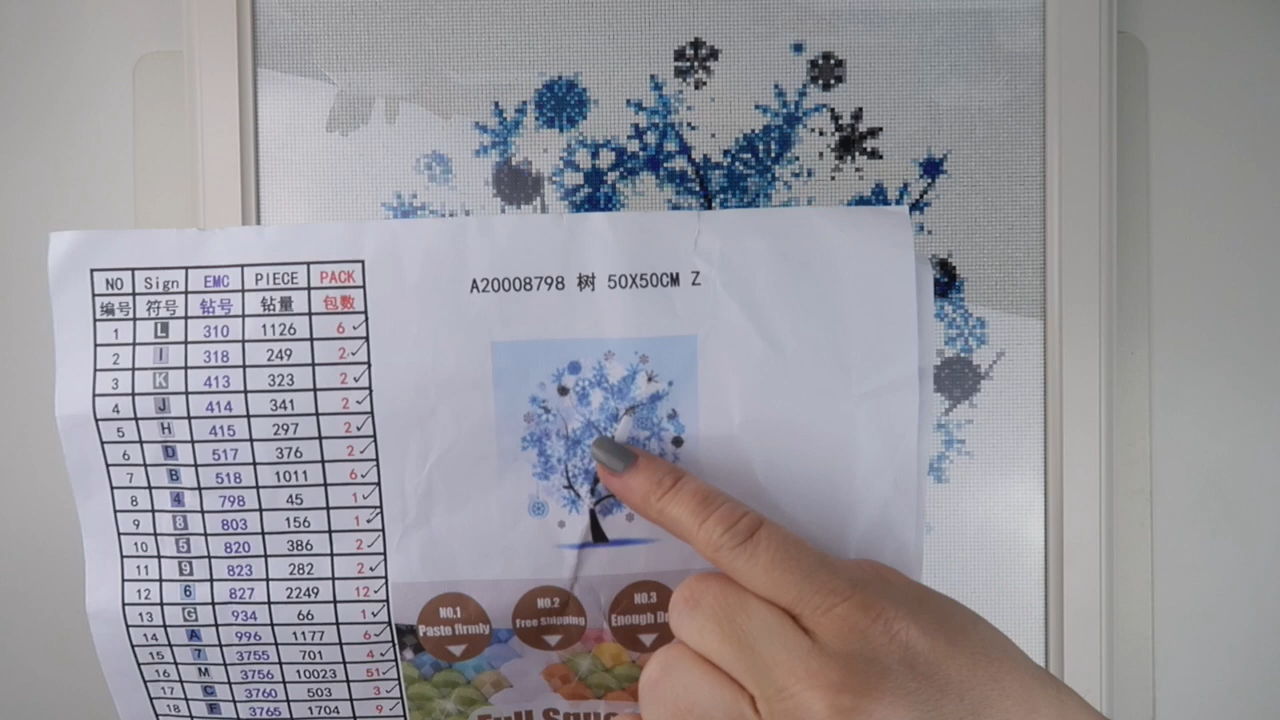 A20008798 树 50X50CM Z
NO Sign EMC PIECE PACK
编号 符号 钻号 钻量 包数
1 L 310 1126 6 ✓
2 I 318 249 2 ✓
3 K 413 323 2 ✓
4 J 414 341 2 ✓
5 H 415 297 2 ✓
6 D 517 376 2 ✓
7 B 518 1011 6 ✓
8 4 798 45 1 ✓
9 8 803 156 1 ✓
10 5 820 386 2 ✓
11 9 823 282 2 ✓
12 6 827 2249 12 ✓
13 G 934 66 1 ✓
14 A 996 1177 6 ✓
15 7 3755 701 4 ✓
16 M 3756 10023 51 ✓
17 C 3760 503 3 ✓
18 F 3765 1704 9 ✓
NO.1
Paste firmly
NO.2
Free Shipping
NO.3
Enough
Full